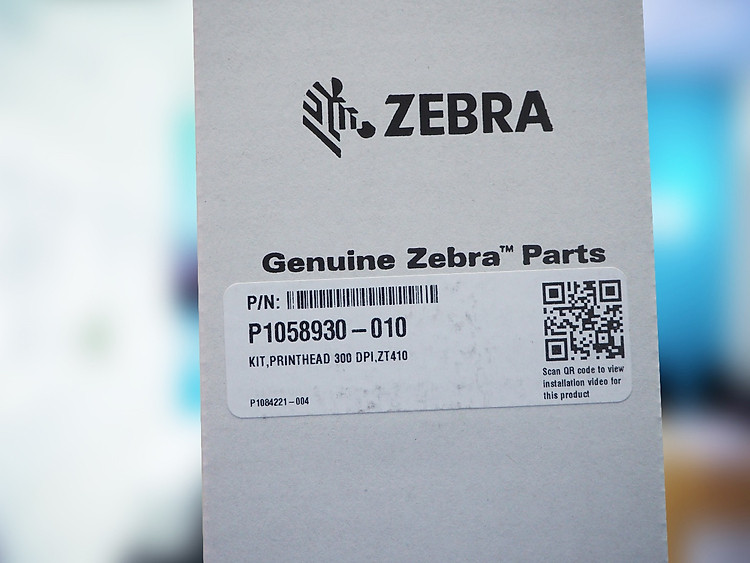 ZEBRA
Genuine Zebra™ Parts
P/N:
P1058930-010
KIT,PRINTHEAD 300 DPI,ZT410
Scan QR code to view
installation video for
this product
P1084221-004